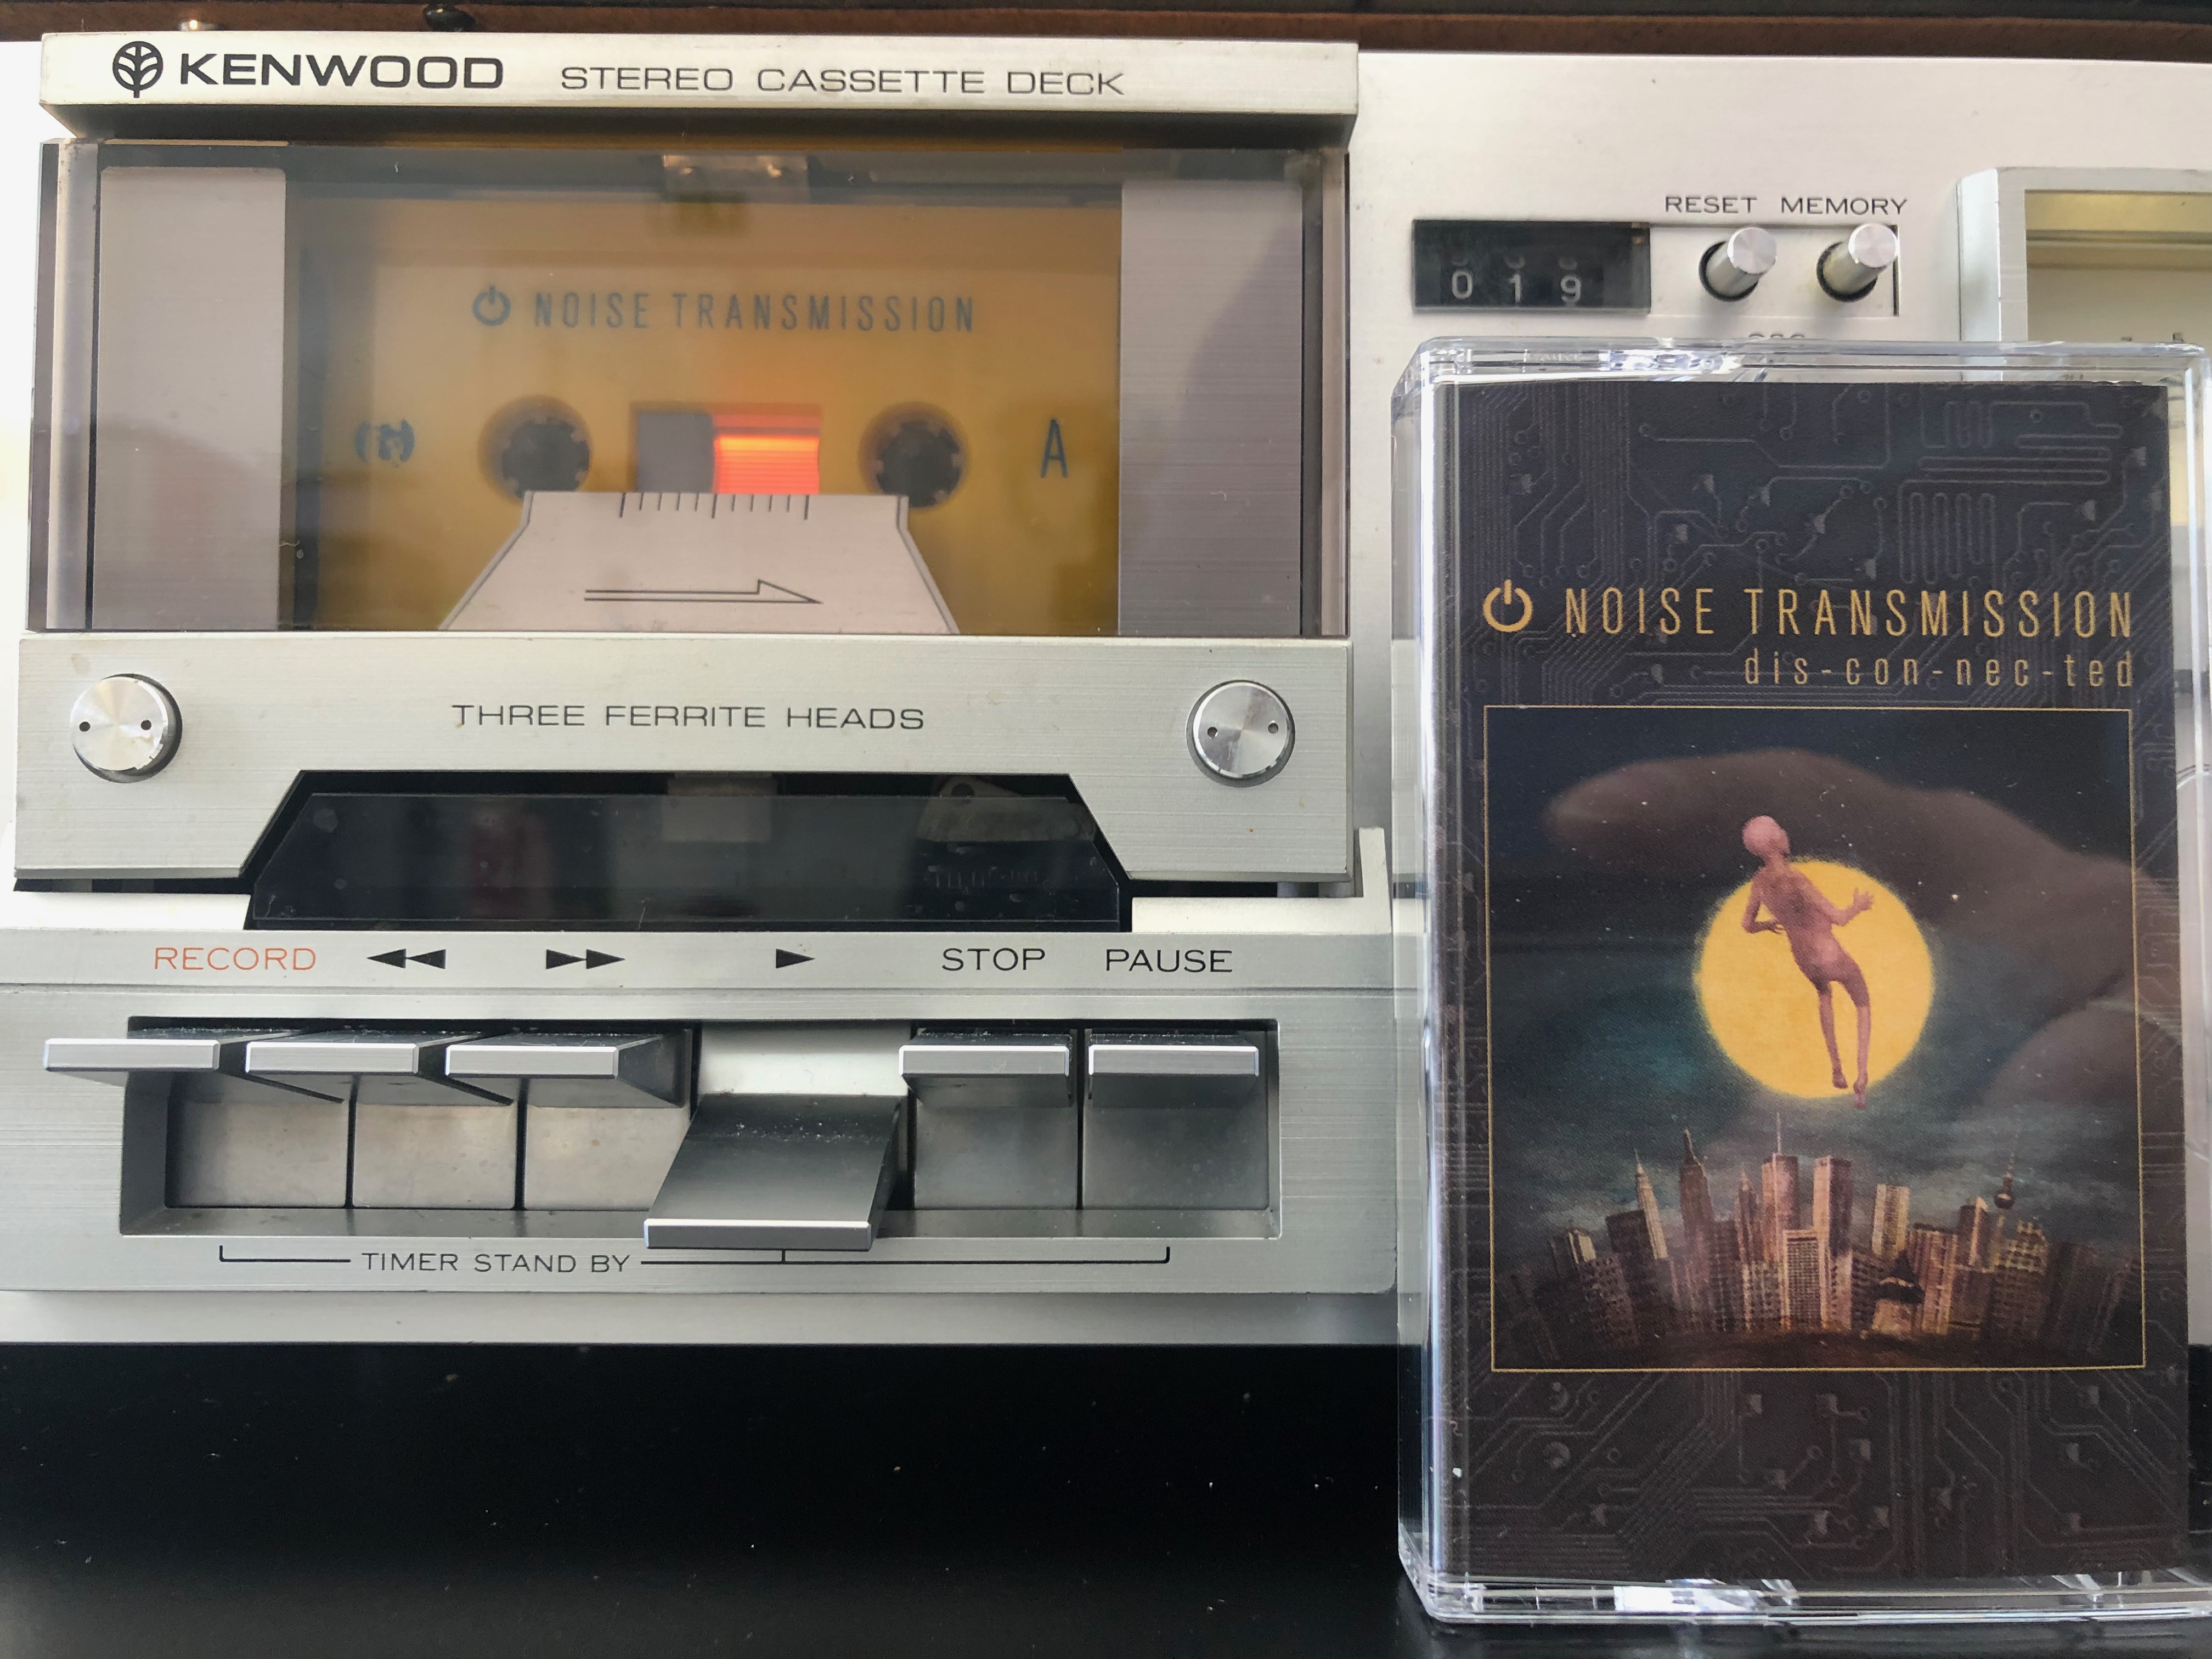 KENWOOD STEREO CASSETTE DECK
NOISE TRANSMISSION
A
THREE FERRITE HEADS
RECORD STOP PAUSE
TIMER STAND BY
RESET MEMORY
019
NOISE TRANSMISSION
dis-con-nec-ted